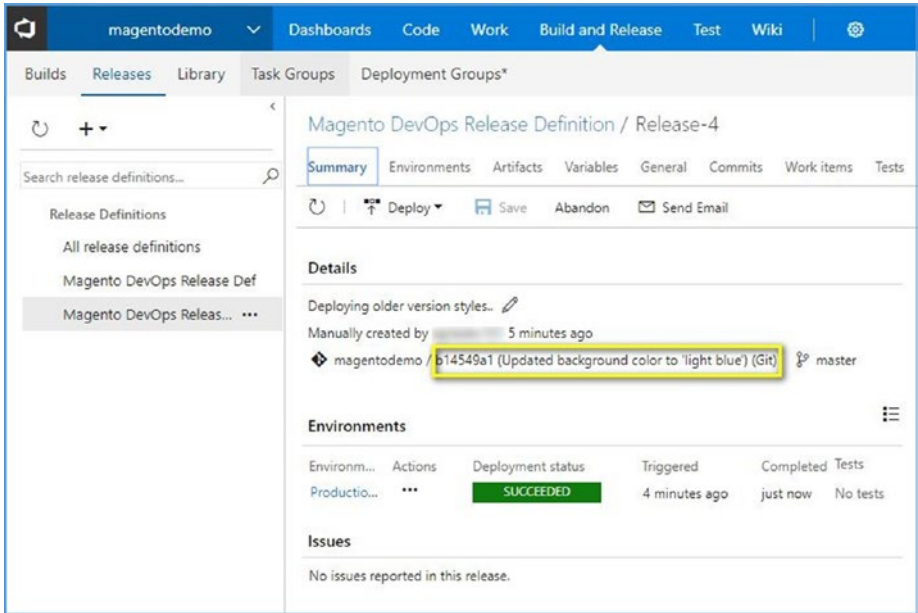 magentodemo Dashboards Code Work Build and Release Test Wiki
Builds Releases Library Task Groups Deployment Groups*
Magento DevOps Release Definition / Release-4
Search release definitions...
Release Definitions
All release definitions
Magento DevOps Release Def
Magento DevOps Releas... •••
Summary Environments Artifacts Variables General Commits Work items Tests
Deploy Save Abandon Send Email
Details
Deploying older version styles..
Manually created by 5 minutes ago
magentodemo / b14549a1 (Updated background color to 'light blue') (Git) master
Environments
Environm... Actions Deployment status Triggered Completed Tests
Productio... ••• SUCCEEDED 4 minutes ago just now No tests
Issues
No issues reported in this release.